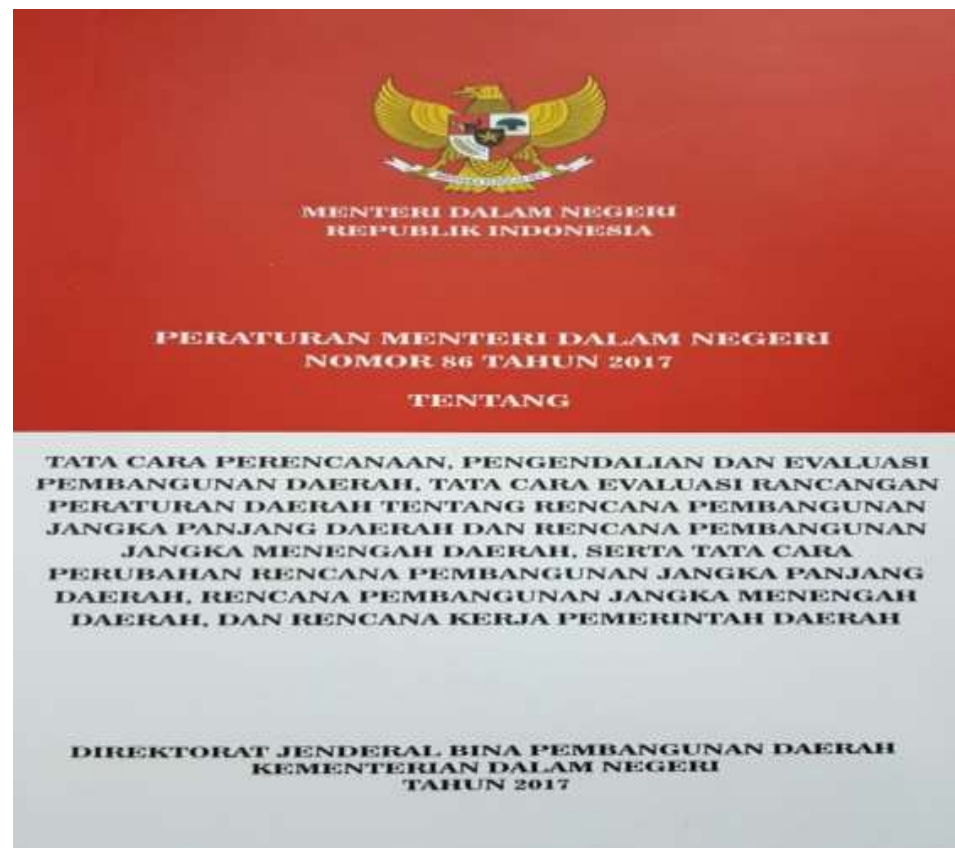 MENTERI DALAM NEGERI
REPUBLIK INDONESIA
PERATURAN MENTERI DALAM NEGERI
NOMOR 86 TAHUN 2017
TENTANG
TATA CARA PERENCANAAN, PENGENDALIAN DAN EVALUASI
PEMBANGUNAN DAERAH, TATA CARA EVALUASI RANCANGAN
PERATURAN DAERAH TENTANG RENCANA PEMBANGUNAN
JANGKA PANJANG DAERAH DAN RENCANA PEMBANGUNAN
JANGKA MENENGAH DAERAH, SERTA TATA CARA
PERUBAHAN RENCANA PEMBANGUNAN JANGKA PANJANG
DAERAH, RENCANA PEMBANGUNAN JANGKA MENENGAH
DAERAH, DAN RENCANA KERJA PEMERINTAH DAERAH
DIREKTORAT JENDERAL BINA PEMBANGUNAN DAERAH
KEMENTERIAN DALAM NEGERI
TAHUN 2017